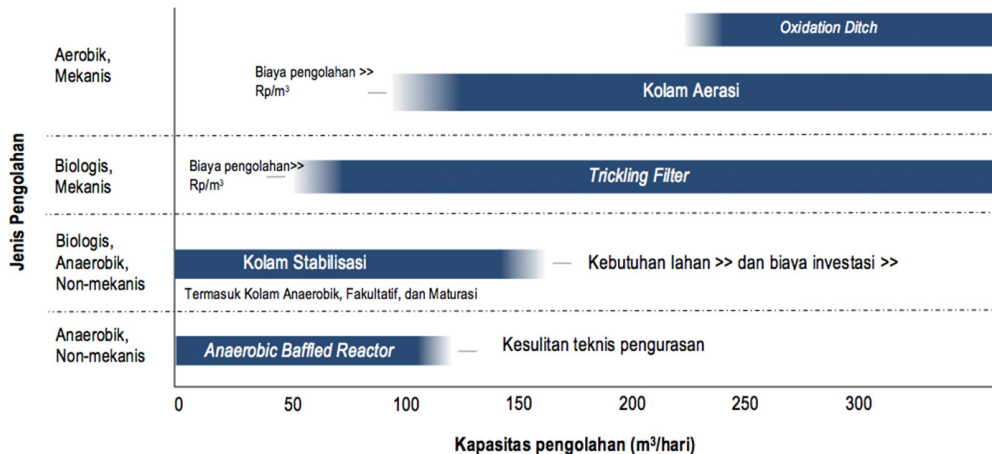 Oxidation Ditch
Aerobik,
Mekanis
Biaya pengolahan >>
Rp/m³
Kolam Aerasi
Biologis,
Mekanis
Biaya pengolahan>>
Rp/m³
Trickling Filter
Jenis Pengolahan
Biologis,
Anaerobik,
Non-mekanis
Kolam Stabilisasi
Kebutuhan lahan >> dan biaya investasi >>
Termasuk Kolam Anaerobik, Fakultatif, dan Maturasi
Anaerobik,
Non-mekanis
Anaerobic Baffled Reactor
Kesulitan teknis pengurasan
0 50 100 150 200 250 300
Kapasitas pengolahan (m³/hari)